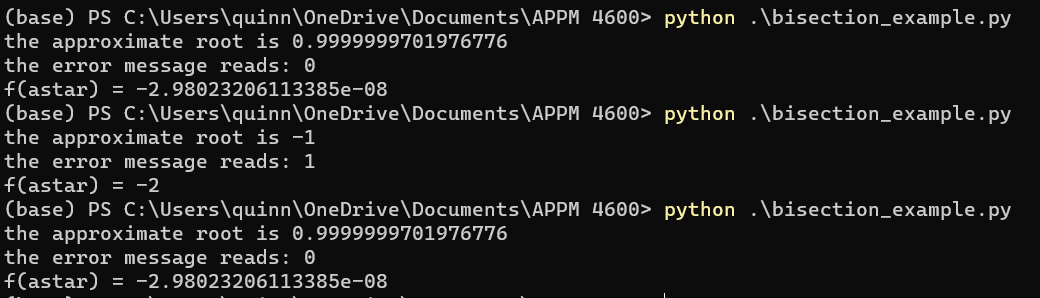 (base) PS C:\Users\quinn\OneDrive\Documents\APPM 4600> python .\bisection_example.py
the approximate root is 0.9999999701976776
the error message reads: 0
f(astar) = -2.98023206113385e-08
(base) PS C:\Users\quinn\OneDrive\Documents\APPM 4600> python .\bisection_example.py
the approximate root is -1
the error message reads: 1
f(astar) = -2
(base) PS C:\Users\quinn\OneDrive\Documents\APPM 4600> python .\bisection_example.py
the approximate root is 0.9999999701976776
the error message reads: 0
f(astar) = -2.98023206113385e-08